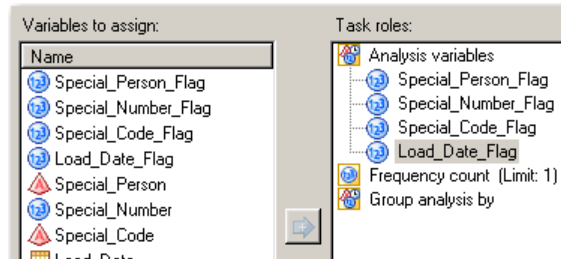 Variables to assign:
Name
Special_Person_Flag
Special_Number_Flag
Special_Code_Flag
Load_Date_Flag
Special_Person
Special_Number
Special_Code
Load_Date
Task roles:
Analysis variables
Special_Person_Flag
Special_Number_Flag
Special_Code_Flag
Load_Date_Flag
Frequency count (Limit: 1)
Group analysis by